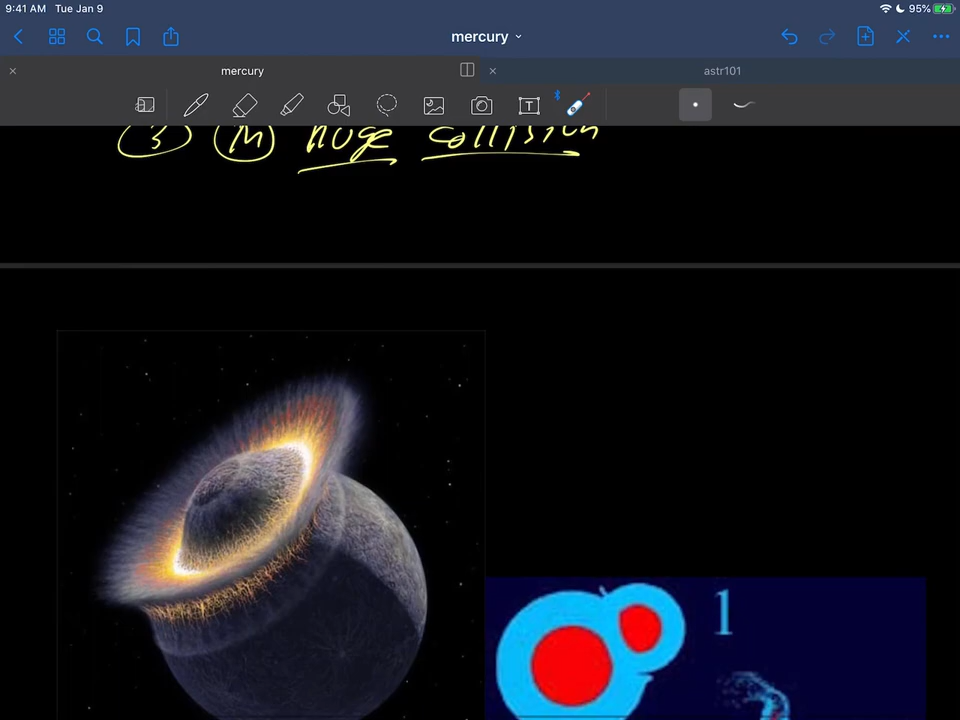 9:41 AM Tue Jan 9
95%
mercury
mercury
astr101
T
3 M huge collision
1